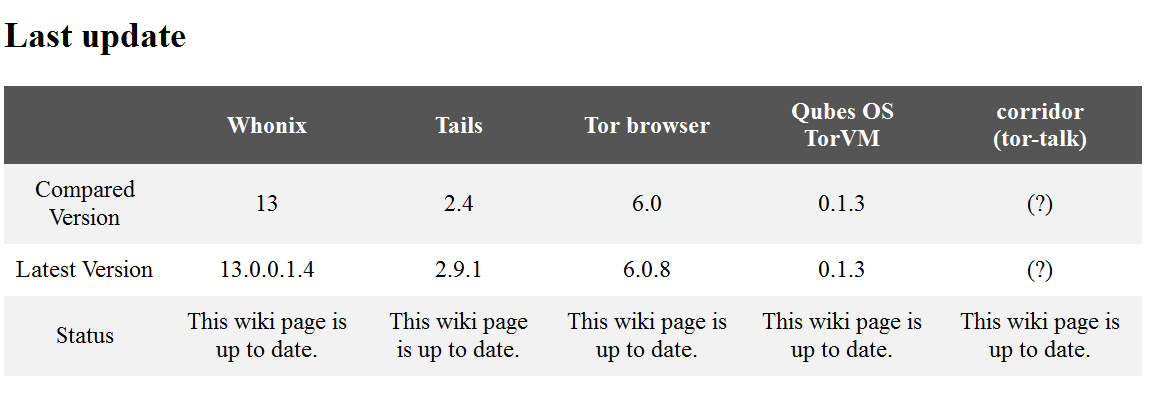 Last update
Whonix Tails Tor browser Qubes OS TorVM corridor (tor-talk)
Compared Version 13 2.4 6.0 0.1.3 (?)
Latest Version 13.0.0.1.4 2.9.1 6.0.8 0.1.3 (?)
Status This wiki page is up to date. This wiki page is up to date. This wiki page is up to date. This wiki page is up to date. This wiki page is up to date.